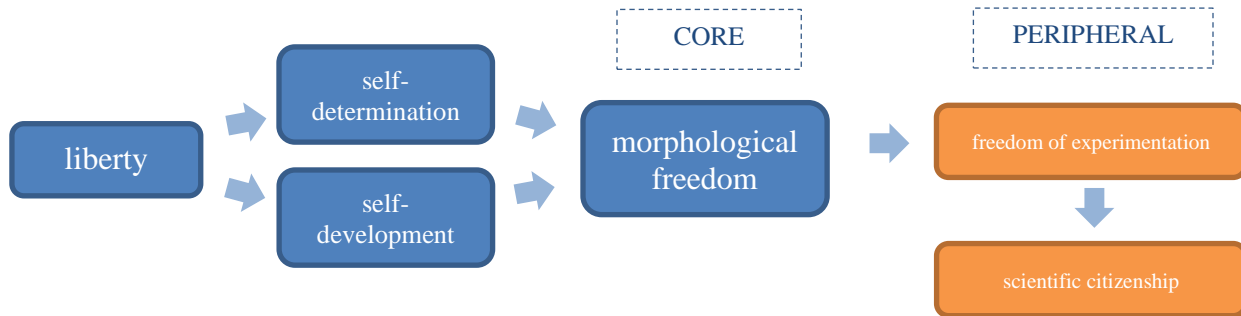 CORE
PERIPHERAL
liberty
self-
determination
self-
development
morphological
freedom
freedom of experimentation
scientific citizenship